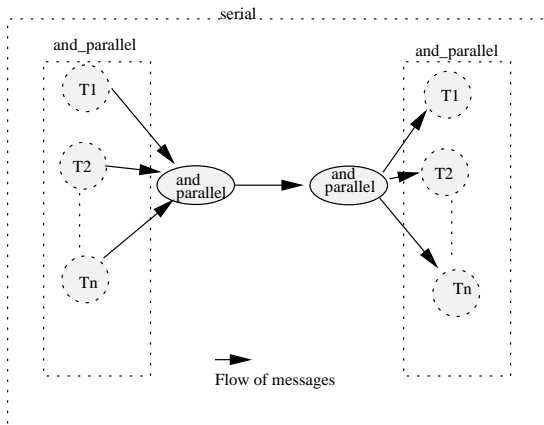 serial
and_parallel
T1
T2
Tn
and
parallel
and
parallel
and_parallel
T1
T2
Tn
Flow of messages